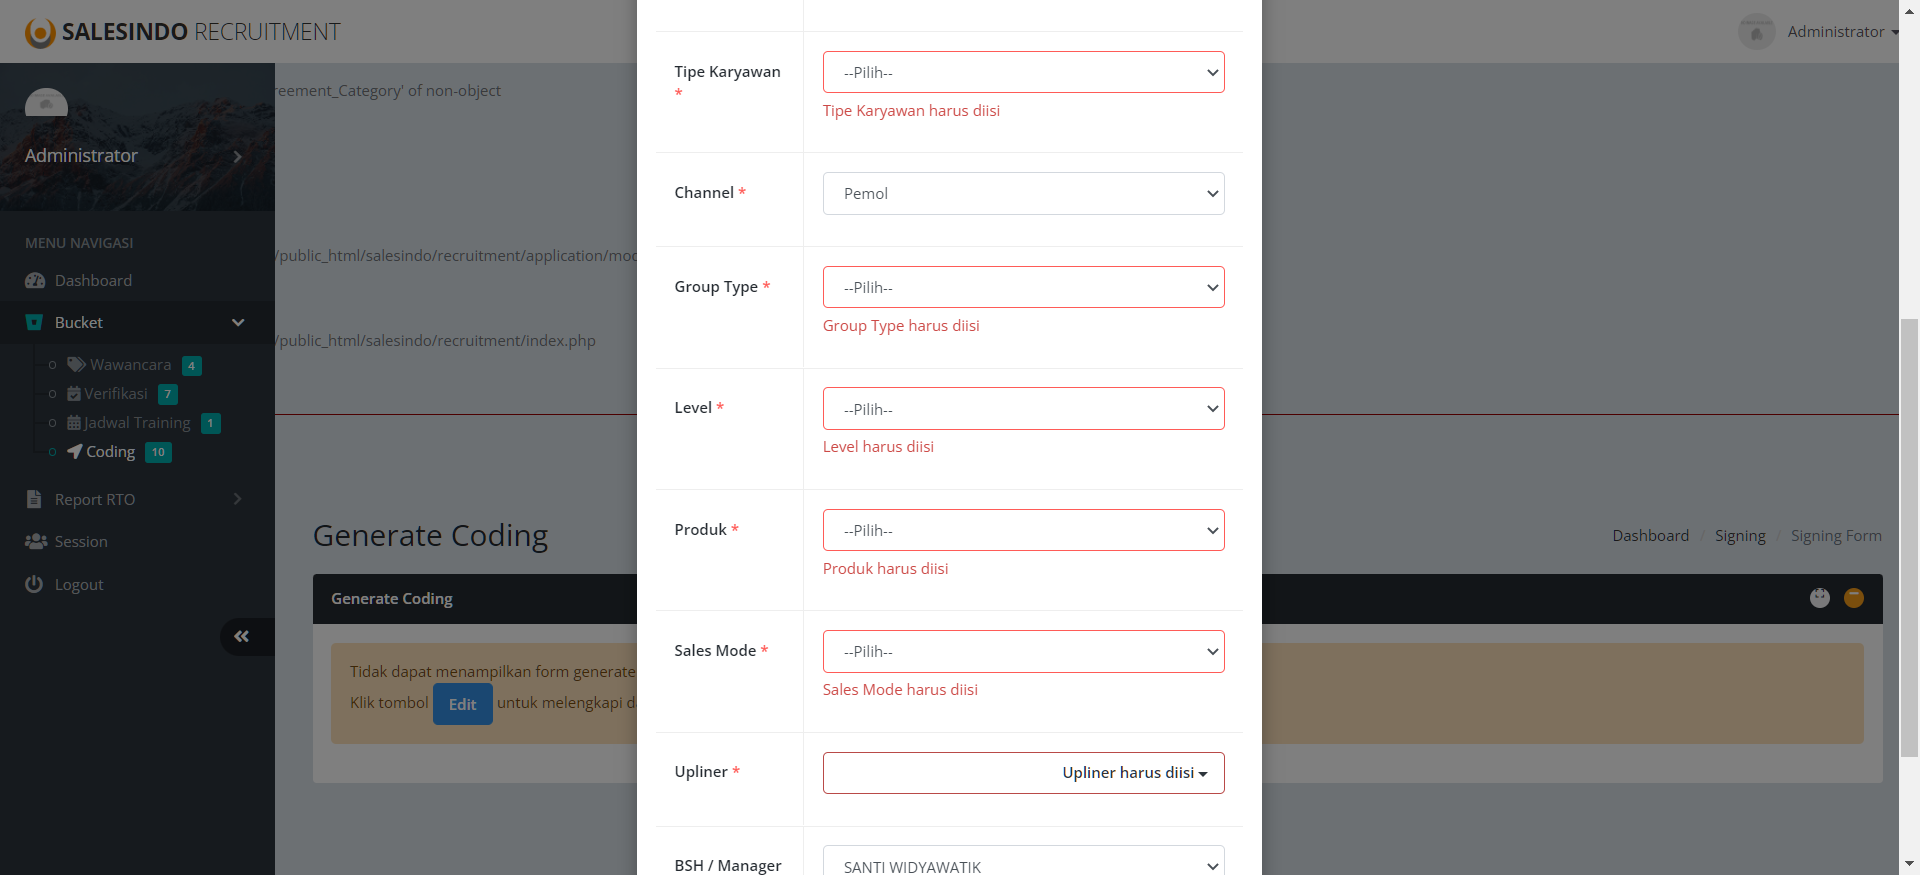 SALESINDO RECRUITMENT
Administrator
reement_Category' of non-object
Administrator
MENU NAVIGASI
Dashboard
Bucket
Wawancara 4
Verifikasi 7
Jadwal Training 1
Coding 10
Report RTO
Session
Logout
/public_html/salesindo/recruitment/application/mod
/public_html/salesindo/recruitment/index.php
Generate Coding
Dashboard / Signing / Signing Form
Generate Coding
Tidak dapat menampilkan form generate
Klik tombol Edit untuk melengkapi d
Tipe Karyawan *
--Pilih--
Tipe Karyawan harus diisi
Channel *
Pemol
Group Type *
--Pilih--
Group Type harus diisi
Level *
--Pilih--
Level harus diisi
Produk *
--Pilih--
Produk harus diisi
Sales Mode *
--Pilih--
Sales Mode harus diisi
Upliner *
Upliner harus diisi
BSH / Manager
SANTI WIDYAWATIK